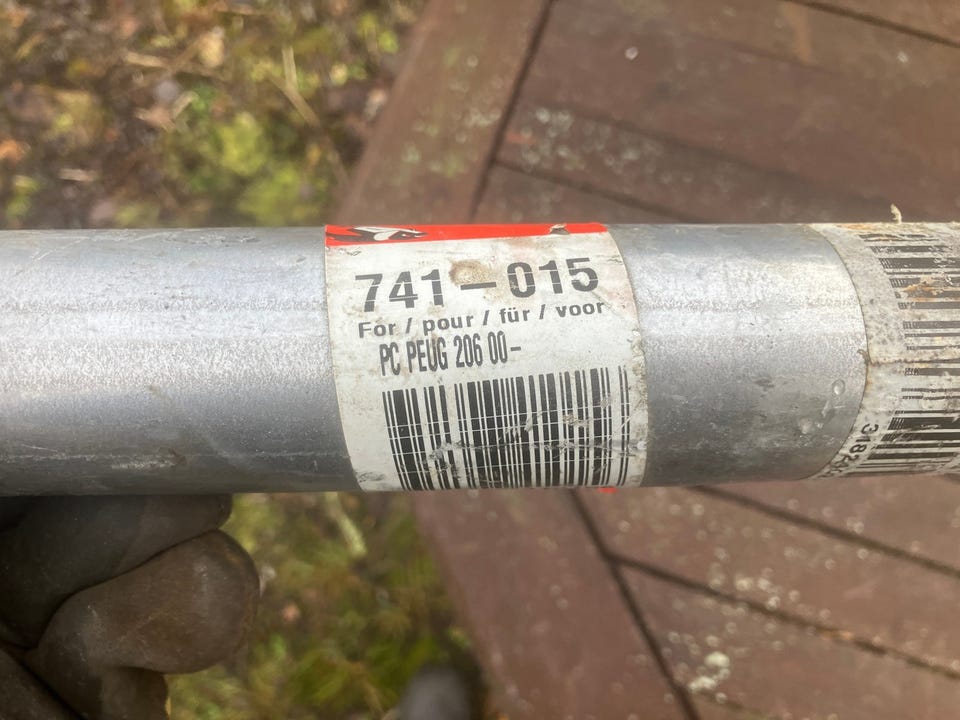 741-015
För / pour / für / voor
PC PEUG 206 00-